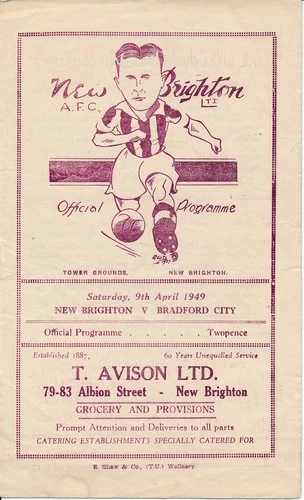 New Brighton
A.F.C. LTD
Official Programme
TOWER GROUNDS, NEW BRIGHTON.
Saturday, 9th April 1949
NEW BRIGHTON V BRADFORD CITY
Official Programme . . . . . Twopence
Established 1887. 60 Years Unequalled Service
T. AVISON LTD.
79-83 Albion Street - New Brighton
GROCERY AND PROVISIONS
Prompt Attention and Deliveries to all parts
CATERING ESTABLISHMENTS SPECIALLY CATERED FOR
E. Shaw & Co., (T.U.) Wallasey.